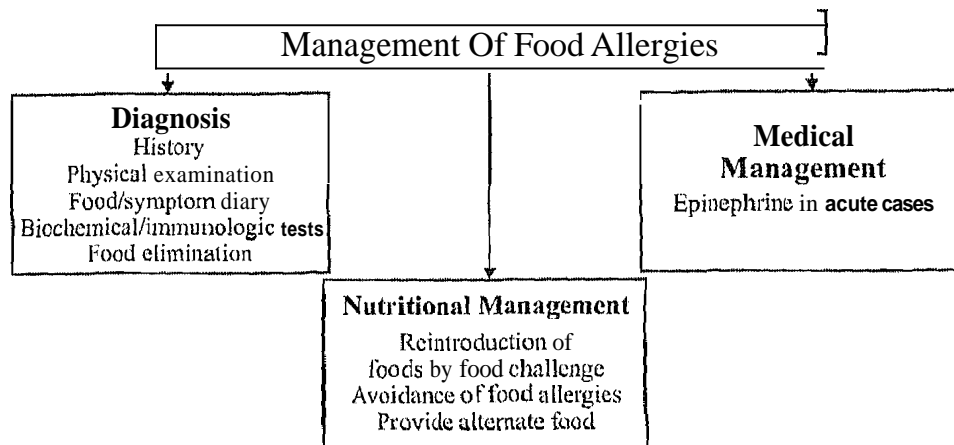 Management Of Food Allergies
Diagnosis
History
Physical examination
Food/symptom diary
Biochemical/immunologic tests
Food elimination
Medical
Management
Epinephrine in acute cases
Nutritional Management
Reintroduction of
foods by food challenge
Avoidance of food allergies
Provide alternate food